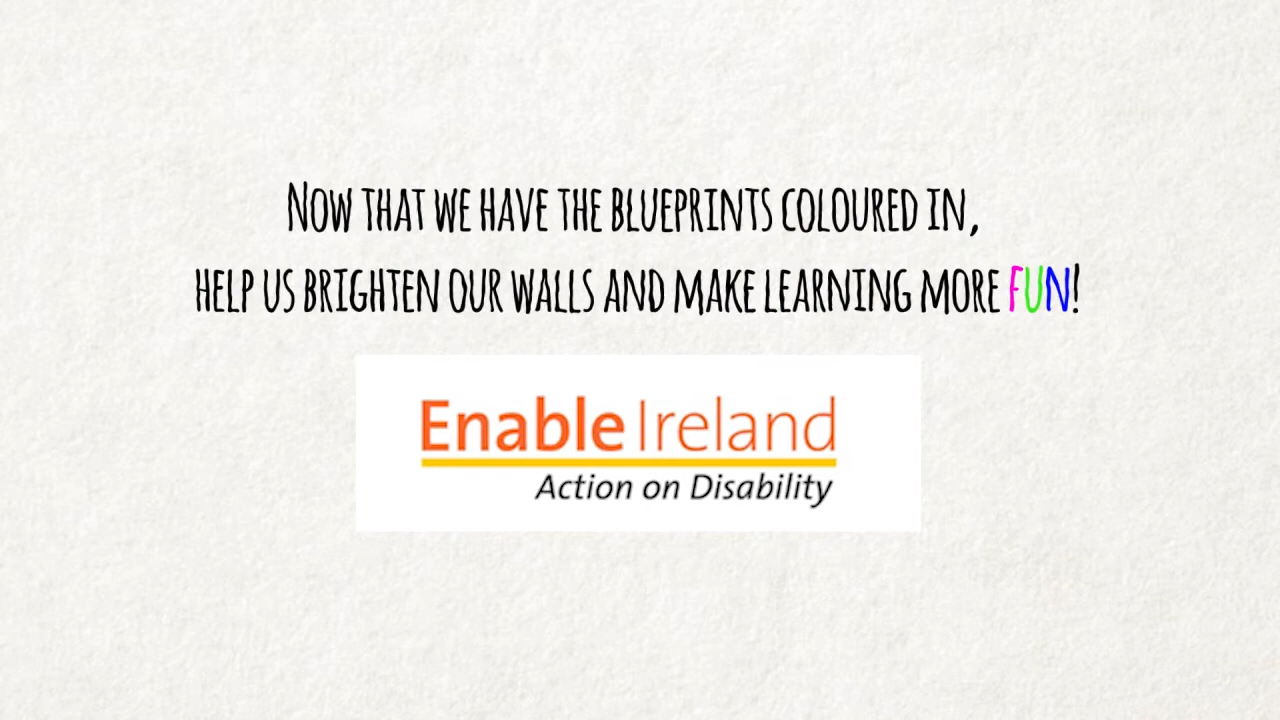 Now that we have the blueprints coloured in,
help us brighten our walls and make learning more FUN!
Enable Ireland
Action on Disability